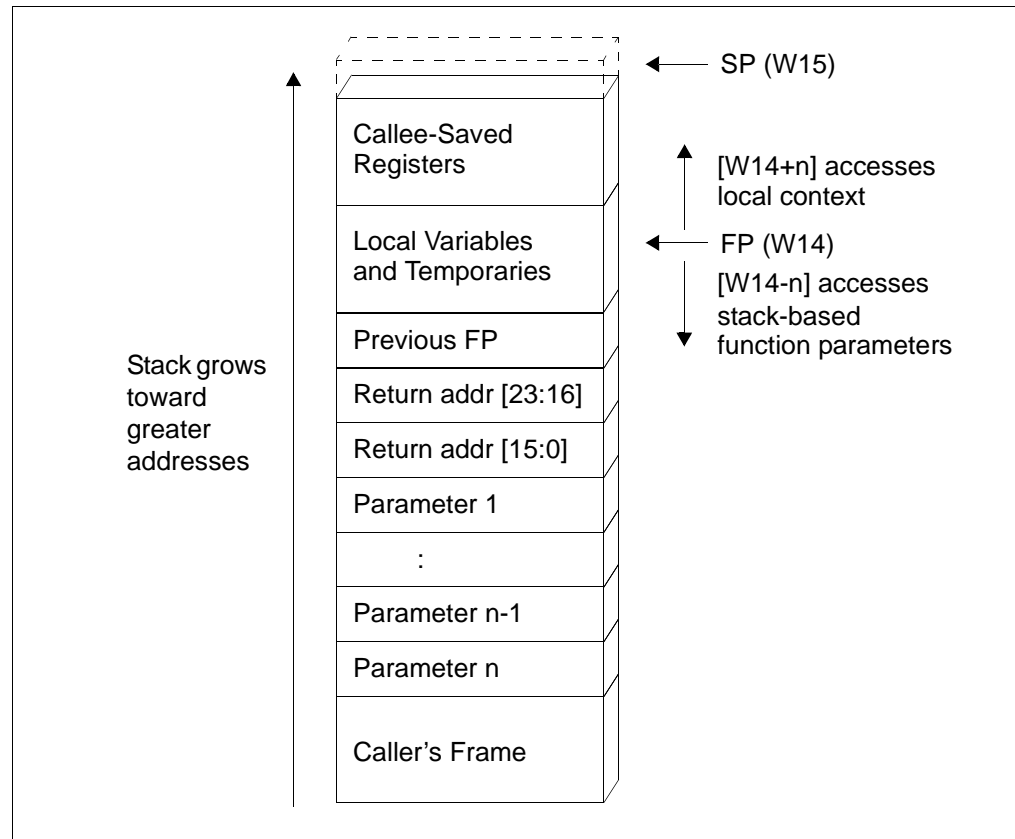 SP (W15)
Callee-Saved
Registers
[W14+n] accesses
local context
Local Variables
and Temporaries
FP (W14)
[W14-n] accesses
stack-based
function parameters
Previous FP
Stack grows
toward
greater
addresses
Return addr [23:16]
Return addr [15:0]
Parameter 1
:
Parameter n-1
Parameter n
Caller's Frame